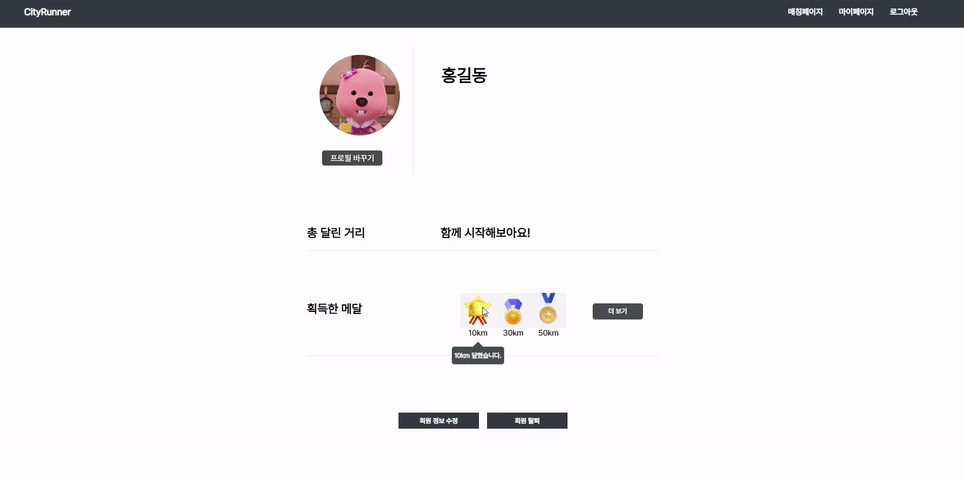 CityRunner
매칭페이지 마이페이지 로그아웃
홍길동
프로필 바꾸기
총 달린 거리 함께 시작해보아요!
획득한 메달
더 보기
10km 30km 50km
10km 달렸습니다.
회원 정보 수정 회원 탈퇴